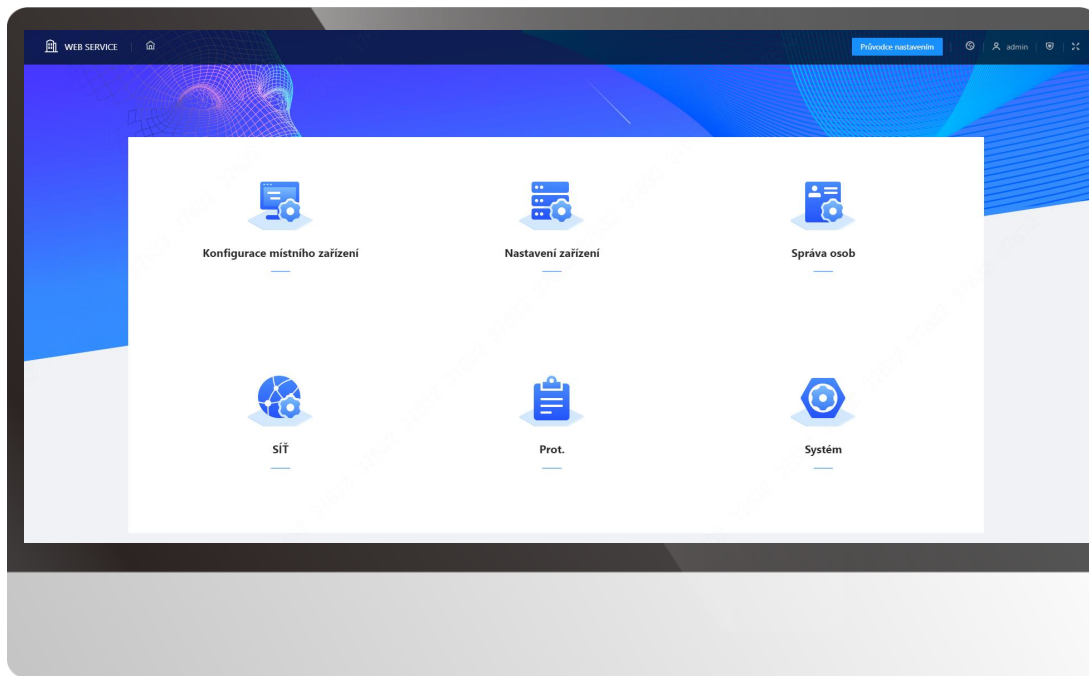 WEB SERVICE
Průvodce nastavením
admin
Konfigurace místního zařízení
Nastavení zařízení
Správa osob
SÍŤ
Prot.
Systém